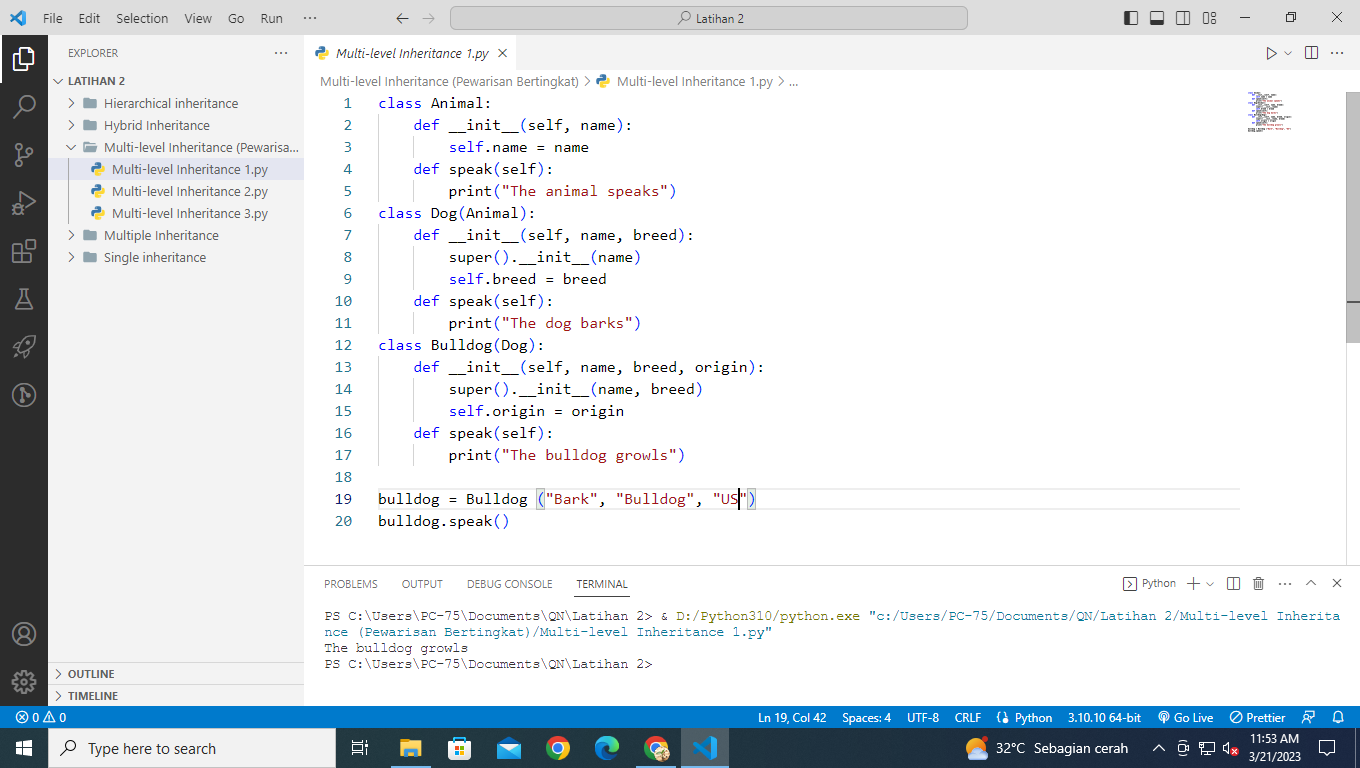 File Edit Selection View Go Run ··· Latihan 2
EXPLORER ···
LATIHAN 2
Hierarchical inheritance
Hybrid Inheritance
Multi-level Inheritance (Pewarisa...
Multi-level Inheritance 1.py
Multi-level Inheritance 2.py
Multi-level Inheritance 3.py
Multiple Inheritance
Single inheritance
OUTLINE
TIMELINE
Multi-level Inheritance 1.py
Multi-level Inheritance (Pewarisan Bertingkat) > Multi-level Inheritance 1.py > ...
1 class Animal:
2     def __init__(self, name):
3         self.name = name
4     def speak(self):
5         print("The animal speaks")
6 class Dog(Animal):
7     def __init__(self, name, breed):
8         super().__init__(name)
9         self.breed = breed
10     def speak(self):
11         print("The dog barks")
12 class Bulldog(Dog):
13     def __init__(self, name, breed, origin):
14         super().__init__(name, breed)
15         self.origin = origin
16     def speak(self):
17         print("The bulldog growls")
18
19 bulldog = Bulldog ("Bark", "Bulldog", "US")
20 bulldog.speak()
PROBLEMS OUTPUT DEBUG CONSOLE TERMINAL Python
PS C:\Users\PC-75\Documents\QN\Latihan 2> & D:/Python310/python.exe "c:/Users/PC-75/Documents/QN/Latihan 2/Multi-level Inherita
nce (Pewarisan Bertingkat)/Multi-level Inheritance 1.py"
The bulldog growls
PS C:\Users\PC-75\Documents\QN\Latihan 2>
0 0 Ln 19, Col 42 Spaces: 4 UTF-8 CRLF Python 3.10.10 64-bit Go Live Prettier
Type here to search 32°C Sebagian cerah 11:53 AM
3/21/2023